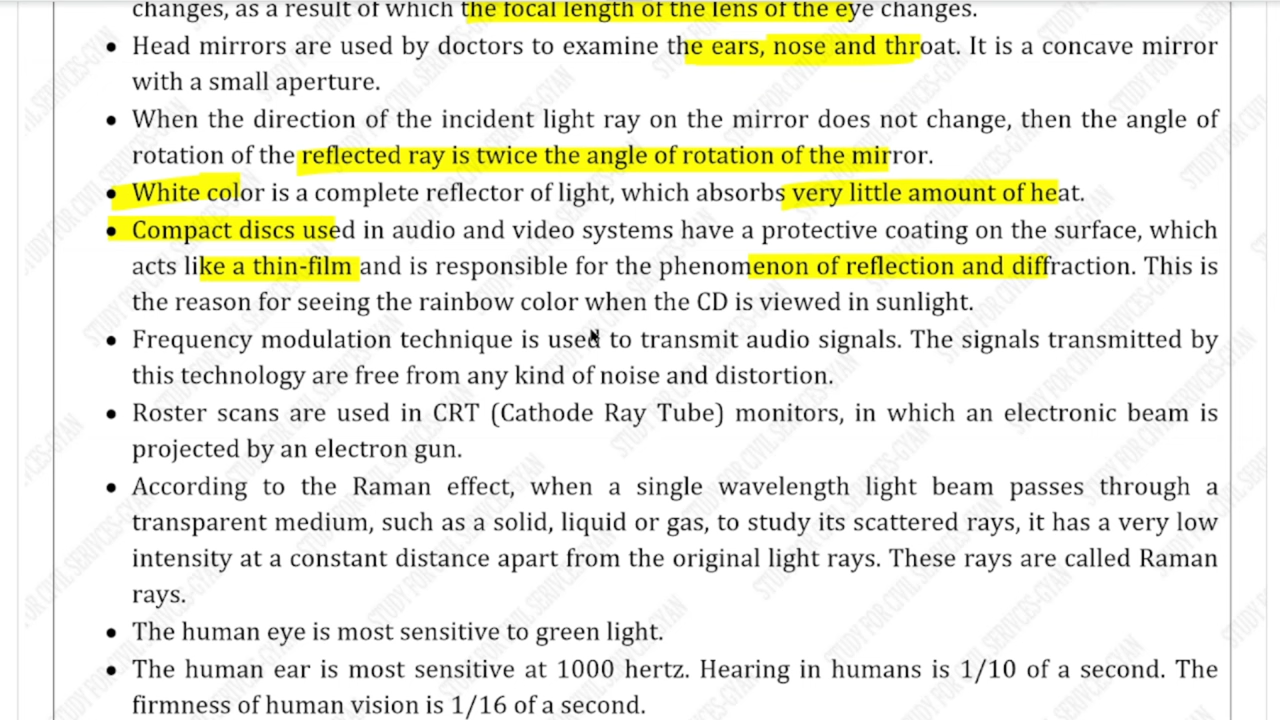 changes, as a result of which the focal length of the lens of the eye changes.
• Head mirrors are used by doctors to examine the ears, nose and throat. It is a concave mirror
with a small aperture.
• When the direction of the incident light ray on the mirror does not change, then the angle of
rotation of the reflected ray is twice the angle of rotation of the mirror.
• White color is a complete reflector of light, which absorbs very little amount of heat.
• Compact discs used in audio and video systems have a protective coating on the surface, which
acts like a thin-film and is responsible for the phenomenon of reflection and diffraction. This is
the reason for seeing the rainbow color when the CD is viewed in sunlight.
• Frequency modulation technique is used to transmit audio signals. The signals transmitted by
this technology are free from any kind of noise and distortion.
• Roster scans are used in CRT (Cathode Ray Tube) monitors, in which an electronic beam is
projected by an electron gun.
• According to the Raman effect, when a single wavelength light beam passes through a
transparent medium, such as a solid, liquid or gas, to study its scattered rays, it has a very low
intensity at a constant distance apart from the original light rays. These rays are called Raman
rays.
• The human eye is most sensitive to green light.
• The human ear is most sensitive at 1000 hertz. Hearing in humans is 1/10 of a second. The
firmness of human vision is 1/16 of a second.